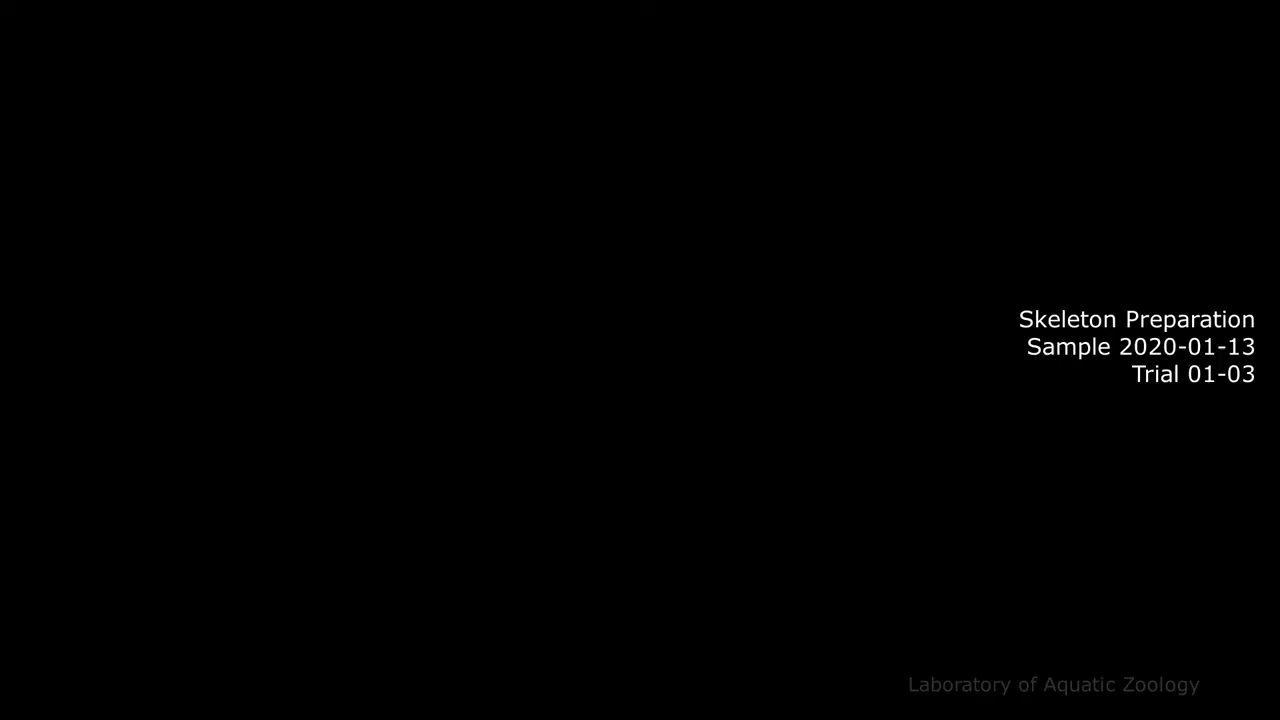 Skeleton Preparation
Sample 2020-01-13
Trial 01-03
Laboratory of Aquatic Zoology